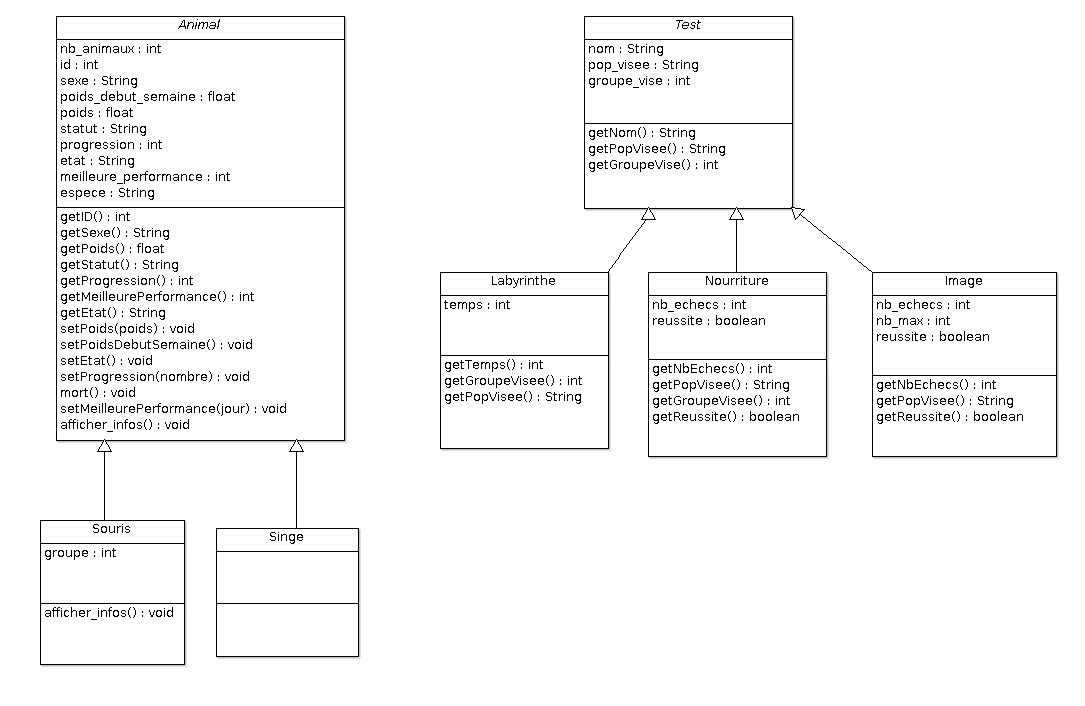 Animal
nb_animaux : int
id : int
sexe : String
poids_debut_semaine : float
poids : float
statut : String
progression : int
etat : String
meilleure_performance : int
espece : String
getID() : int
getSexe() : String
getPoids() : float
getStatut() : String
getProgression() : int
getMeilleurePerformance() : int
getEtat() : String
setPoids(poids) : void
setPoidsDebutSemaine() : void
setEtat() : void
setProgression(nombre) : void
mort() : void
setMeilleurePerformance(jour) : void
afficher_infos() : void
Souris
groupe : int
afficher_infos() : void
Singe
Test
nom : String
pop_visee : String
groupe_vise : int
getNom() : String
getPopVisee() : String
getGroupeVise() : int
Labyrinthe
temps : int
getTemps() : int
getGroupeVisee() : int
getPopVisee() : String
Nourriture
nb_echecs : int
reussite : boolean
getNbEchecs() : int
getPopVisee() : String
getGroupeVisee() : int
getReussite() : boolean
Image
nb_echecs : int
nb_max : int
reussite : boolean
getNbEchecs() : int
getPopVisee() : String
getReussite() : boolean